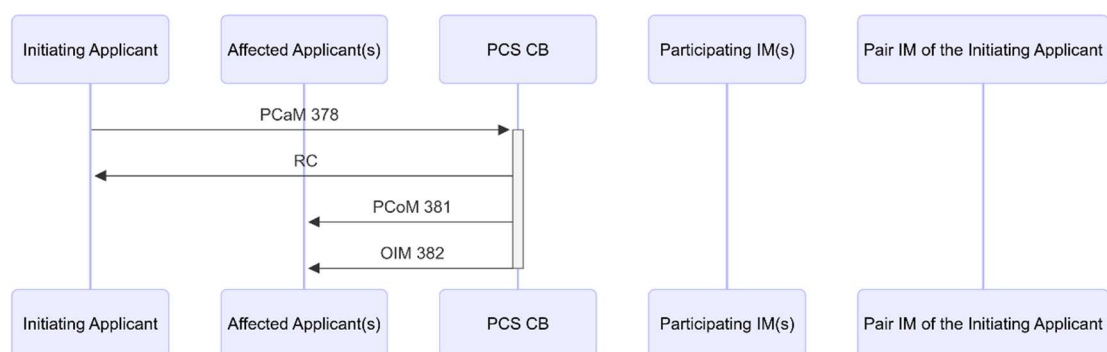 Initiating Applicant
Affected Applicant(s)
PCS CB
Participating IM(s)
Pair IM of the Initiating Applicant
PCaM 378
RC
PCoM 381
OIM 382
Initiating Applicant
Affected Applicant(s)
PCS CB
Participating IM(s)
Pair IM of the Initiating Applicant